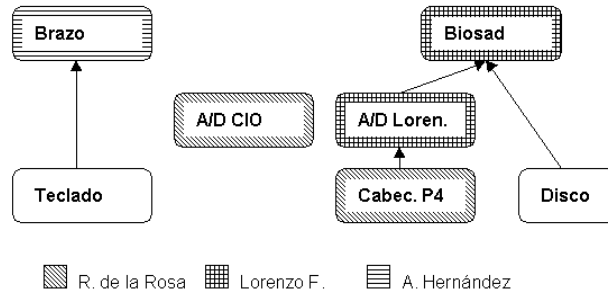 Brazo Biosad
A/D CIO A/D Loren.
Teclado Cabec. P4 Disco
R. de la Rosa Lorenzo F. A. Hernández